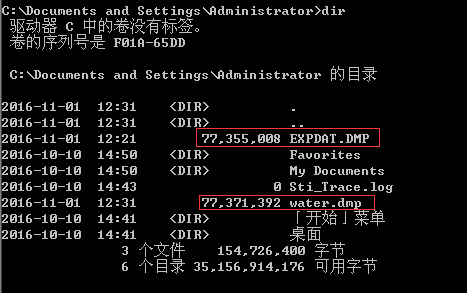 C:\Documents and Settings\Administrator>dir
驱动器 C 中的卷没有标签。
卷的序列号是 F01A-65DD
C:\Documents and Settings\Administrator 的目录
2016-11-01 12:31 <DIR> .
2016-11-01 12:31 <DIR> ..
2016-11-01 12:21 77,355,008 EXPDAT.DMP
2016-10-10 14:50 <DIR> Favorites
2016-10-10 14:50 <DIR> My Documents
2016-10-10 14:43 0 Sti_Trace.log
2016-11-01 12:31 77,371,392 water.dmp
2016-10-10 14:41 <DIR> 「开始」菜单
2016-10-10 14:41 <DIR> 桌面
3 个文件 154,726,400 字节
6 个目录 35,156,914,176 可用字节